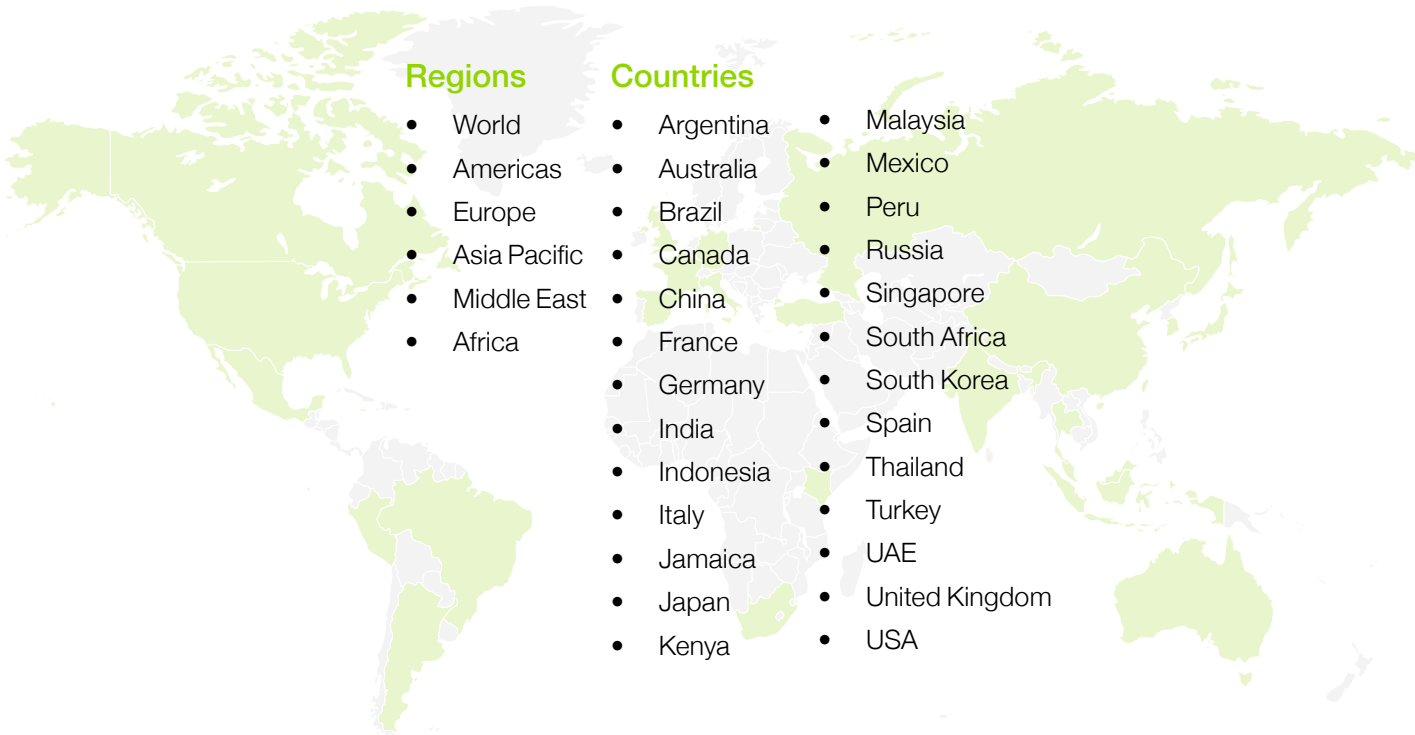 Regions
• World
• Americas
• Europe
• Asia Pacific
• Middle East
• Africa
Countries
• Argentina
• Australia
• Brazil
• Canada
• China
• France
• Germany
• India
• Indonesia
• Italy
• Jamaica
• Japan
• Kenya
• Malaysia
• Mexico
• Peru
• Russia
• Singapore
• South Africa
• South Korea
• Spain
• Thailand
• Turkey
• UAE
• United Kingdom
• USA